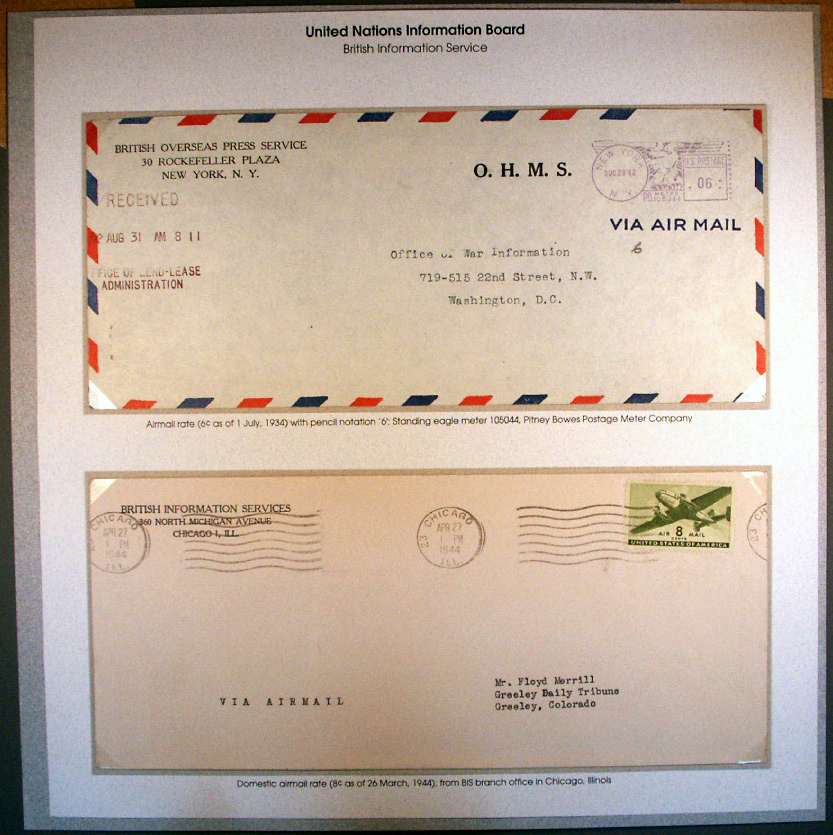 United Nations Information Board
British Information Service
BRITISH OVERSEAS PRESS SERVICE
30 ROCKEFELLER PLAZA
NEW YORK, N. Y.
O. H. M. S.
NEW YORK
AUG 28 42
N. Y.
U.S. POSTAGE
06
RECEIVED
AUG 31 AM 8 11
OFFICE OF LEND-LEASE
ADMINISTRATION
VIA AIR MAIL
6
Office of War Information
719-515 22nd Street, N.W.
Washington, D.C.
Airmail rate (6¢ as of 1 July, 1934) with pencil notation '6'; Standing eagle meter 105044, Pitney Bowes Postage Meter Company
BRITISH INFORMATION SERVICES
360 NORTH MICHIGAN AVENUE
CHICAGO 1, ILL.
CHICAGO
23
APR 27
1 PM
1944
ILL.
CHICAGO
23
APR 27
1 PM
1944
ILL.
CH
AIR 8 MAIL
CENTS
UNITED STATES OF AMERICA
VIA AIRMAIL
Mr. Floyd Merrill
Greeley Daily Tribune
Greeley, Colorado
Domestic airmail rate (8¢ as of 26 March, 1944); from BIS branch office in Chicago, Illinois